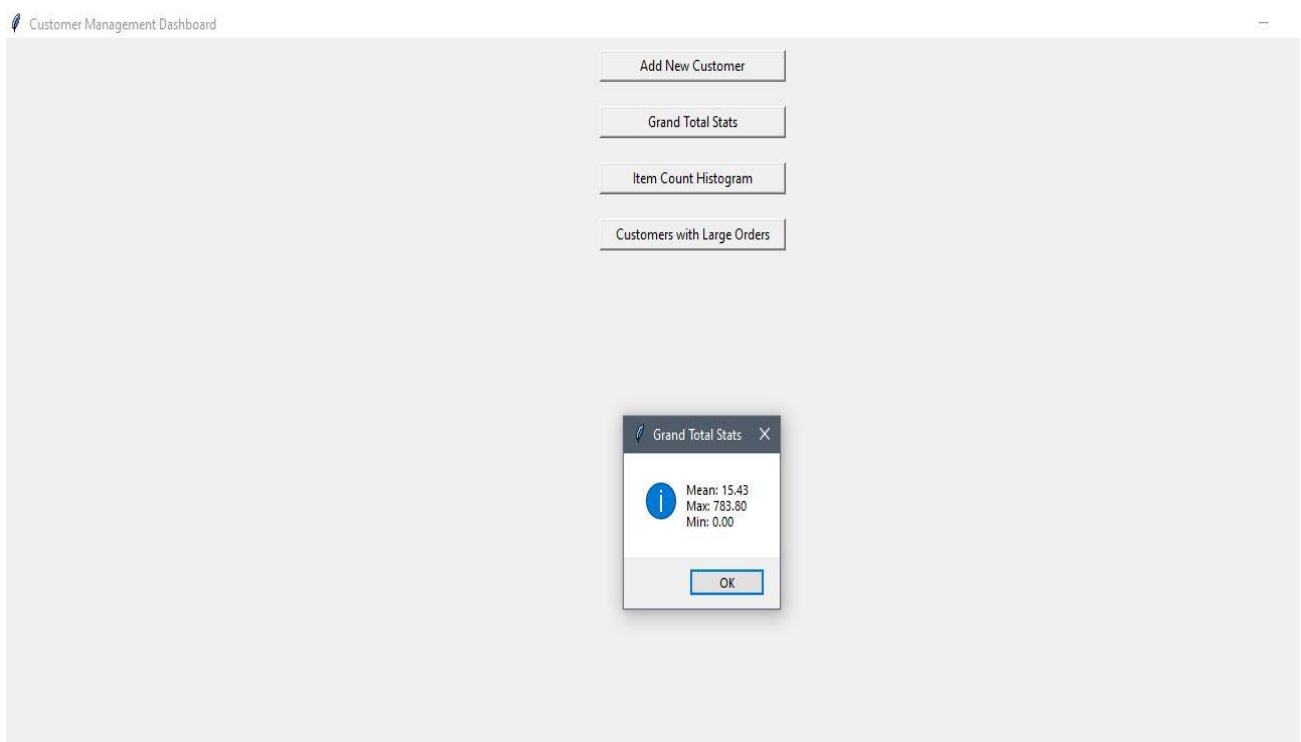 Customer Management Dashboard
Add New Customer
Grand Total Stats
Item Count Histogram
Customers with Large Orders
Grand Total Stats
Mean: 15.43
Max: 783.80
Min: 0.00
OK